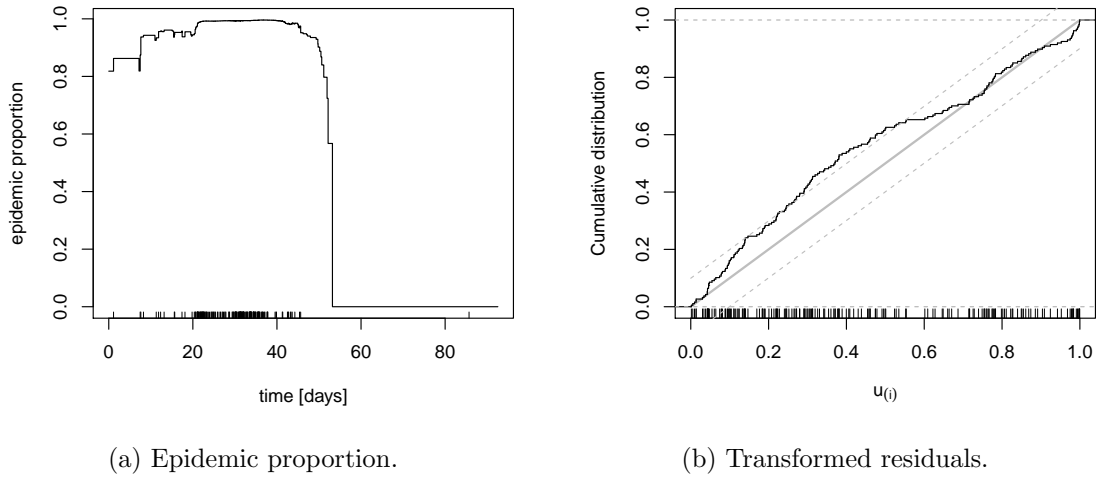 epidemic proportion
1.0
0.8
0.6
0.4
0.2
0.0
0 20 40 60 80
time [days]
Cumulative distribution
1.0
0.8
0.6
0.4
0.2
0.0
0.0 0.2 0.4 0.6 0.8 1.0
u(i)
(a) Epidemic proportion.
(b) Transformed residuals.